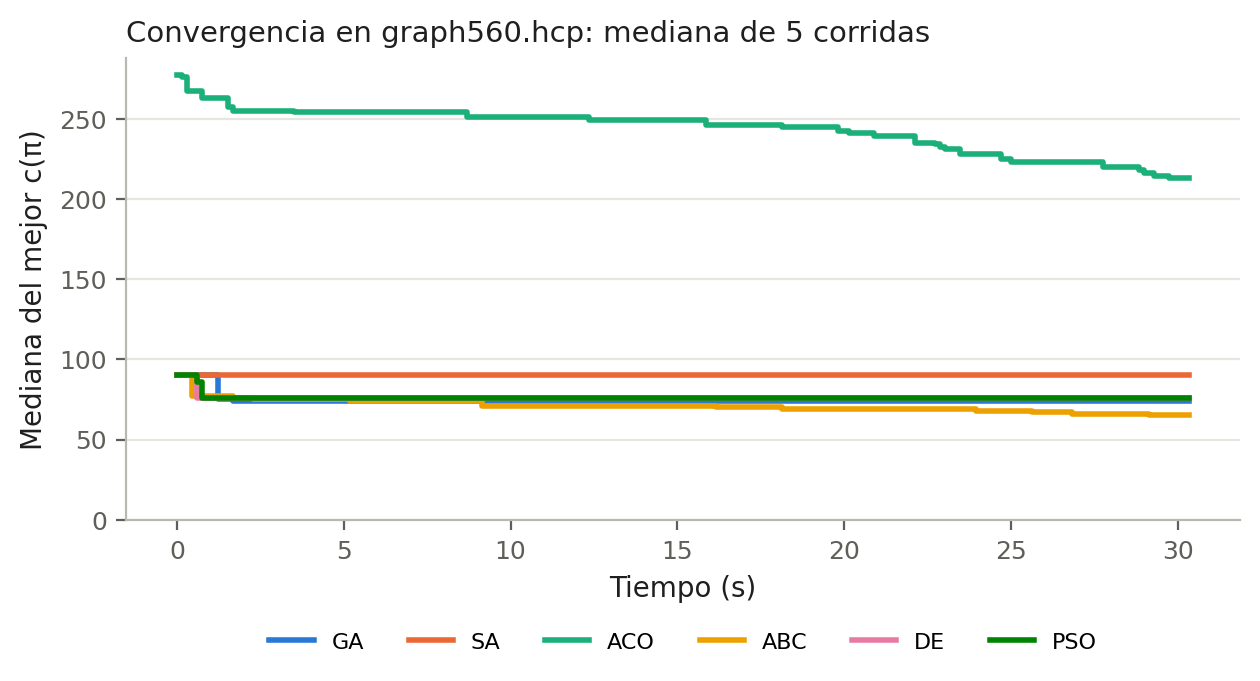 Convergencia en graph560.hcp: mediana de 5 corridas
Mediana del mejor c(π)
250
200
150
100
50
0
0 5 10 15 20 25 30
Tiempo (s)
GA SA ACO ABC DE PSO